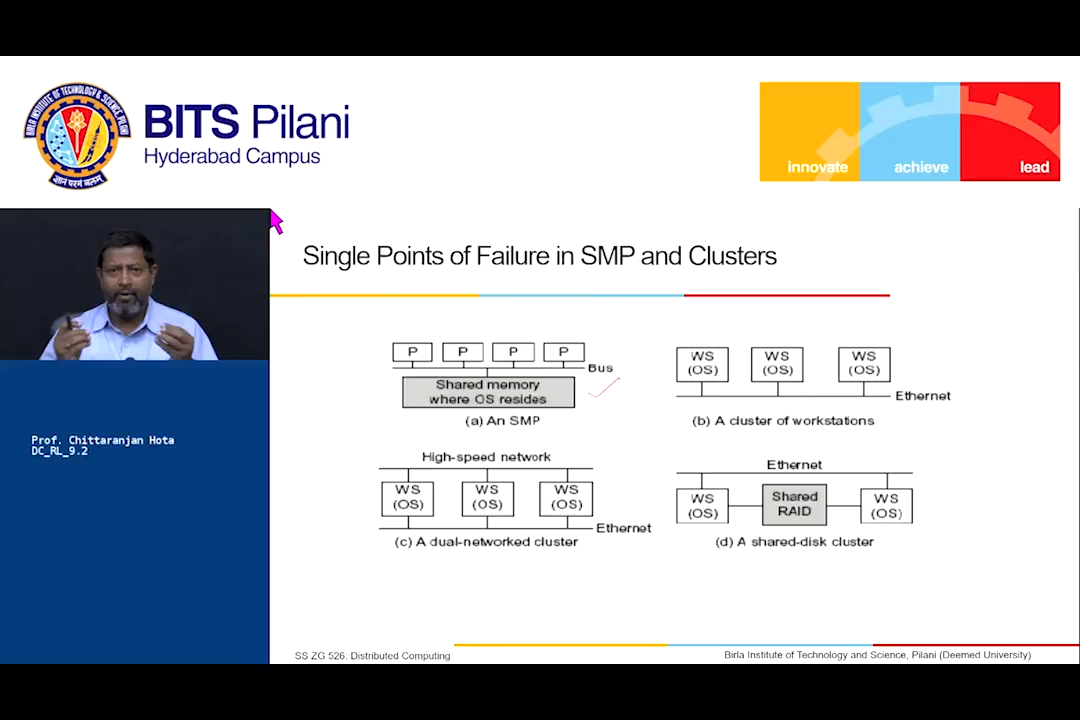 BITS Pilani
Hyderabad Campus
innovate achieve lead
Single Points of Failure in SMP and Clusters
P P P P
Bus
Shared memory
where OS resides
(a) An SMP
WS WS WS
(OS) (OS) (OS)
Ethernet
(b) A cluster of workstations
High-speed network
WS WS WS
(OS) (OS) (OS)
Ethernet
(c) A dual-networked cluster
Ethernet
WS Shared WS
(OS) RAID (OS)
(d) A shared-disk cluster
Prof. Chittaranjan Hota
DC_RL_9.2
SS ZG 526. Distributed Computing
Birla Institute of Technology and Science, Pilani (Deemed University)